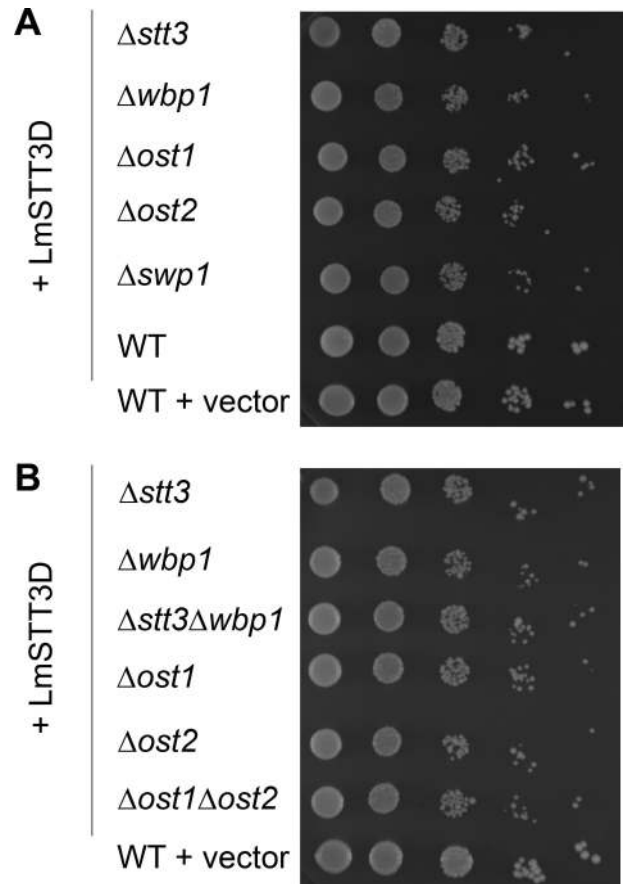 A
+ LmSTT3D
Δstt3
Δwbp1
Δost1
Δost2
Δswp1
WT
WT + vector
B
+ LmSTT3D
Δstt3
Δwbp1
Δstt3Δwbp1
Δost1
Δost2
Δost1Δost2
WT + vector